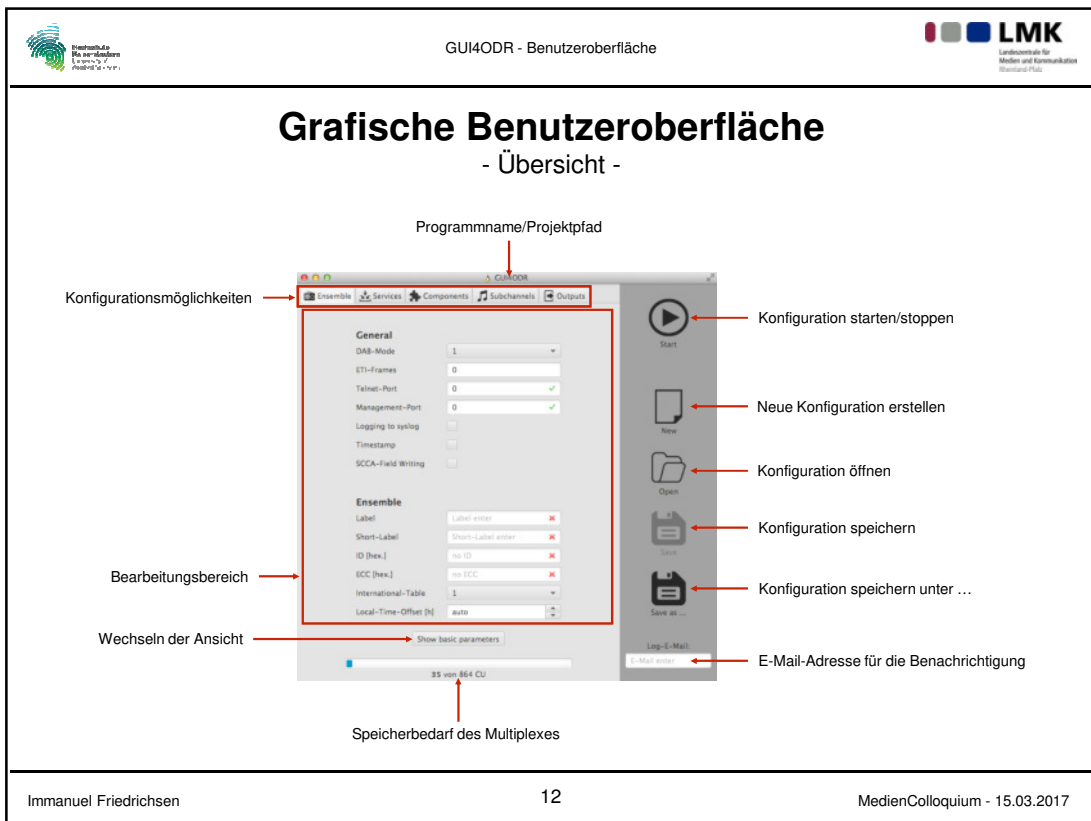 GUI4ODR - Benutzeroberfläche
LMK
Landeszentrale für
Medien und Kommunikation
Rheinland-Pfalz
Grafische Benutzeroberfläche
- Übersicht -
Programmname/Projektpfad
GUI4ODR
Konfigurationsmöglichkeiten
Ensemble Services Components Subchannels Outputs
General
DAB-Mode 1
ETI-Frames 0
Telnet-Port 0
Management-Port 0
Logging to syslog
Timestamp
SCCA-Field Writing
Ensemble
Label Label enter
Short-Label Short-Label enter
ID [hex.] no ID
ECC [hex.] no ECC
International-Table 1
Local-Time-Offset [h] auto
Bearbeitungsbereich
Wechseln der Ansicht
Show basic parameters
35 von 864 CU
Speicherbedarf des Multiplexes
Start
Konfiguration starten/stoppen
New
Neue Konfiguration erstellen
Open
Konfiguration öffnen
Save
Konfiguration speichern
Save as ...
Konfiguration speichern unter …
Log-E-Mail:
E-Mail enter
E-Mail-Adresse für die Benachrichtigung
Immanuel Friedrichsen
12
MedienColloquium - 15.03.2017